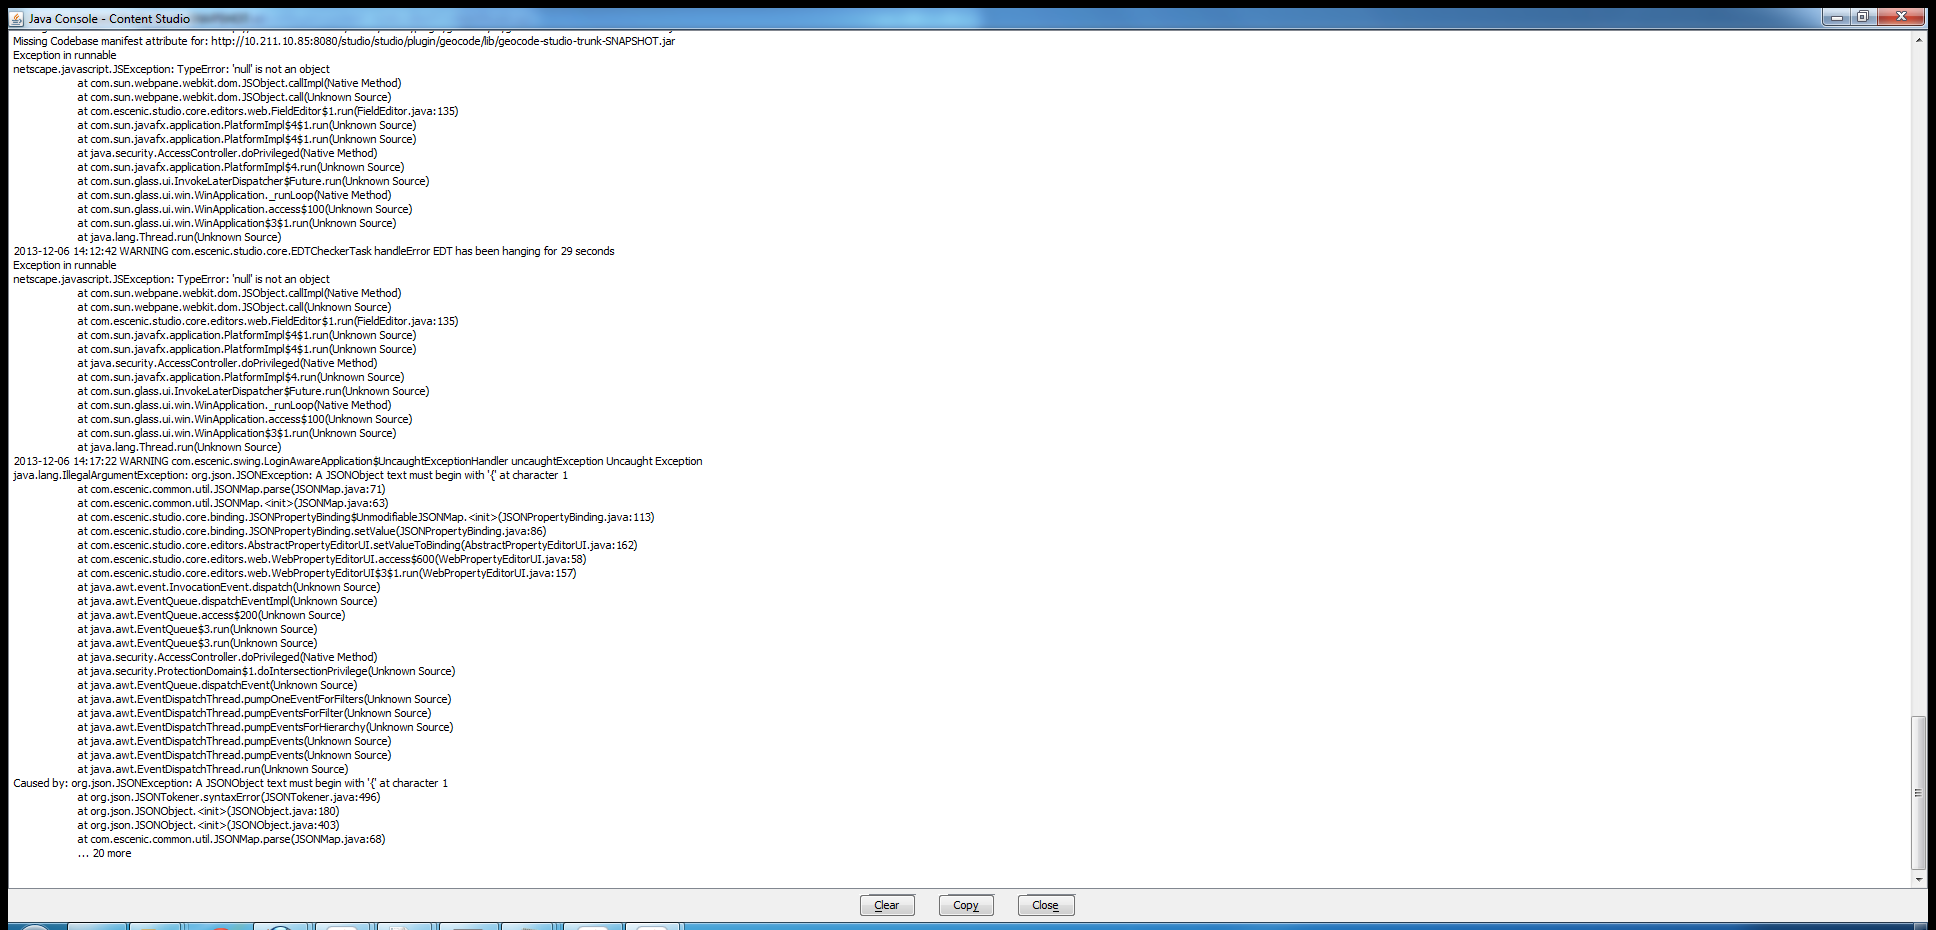 Java Console - Content Studio
Missing Codebase manifest attribute for: http://10.211.10.85:8080/studio/studio/plugin/geocode/lib/geocode-studio-trunk-SNAPSHOT.jar
Exception in runnable
netscape.javascript.JSException: TypeError: 'null' is not an object
at com.sun.webpane.webkit.dom.JSObject.callImpl(Native Method)
at com.sun.webpane.webkit.dom.JSObject.call(Unknown Source)
at com.escenic.studio.core.editors.web.FieldEditor$1.run(FieldEditor.java:135)
at com.sun.javafx.application.PlatformImpl$4$1.run(Unknown Source)
at com.sun.javafx.application.PlatformImpl$4$1.run(Unknown Source)
at java.security.AccessController.doPrivileged(Native Method)
at com.sun.javafx.application.PlatformImpl$4.run(Unknown Source)
at com.sun.glass.ui.InvokeLaterDispatcher$Future.run(Unknown Source)
at com.sun.glass.ui.win.WinApplication._runLoop(Native Method)
at com.sun.glass.ui.win.WinApplication.access$100(Unknown Source)
at com.sun.glass.ui.win.WinApplication$3$1.run(Unknown Source)
at java.lang.Thread.run(Unknown Source)
2013-12-06 14:12:42 WARNING com.escenic.studio.core.EDTCheckerTask handleError EDT has been hanging for 29 seconds
Exception in runnable
netscape.javascript.JSException: TypeError: 'null' is not an object
at com.sun.webpane.webkit.dom.JSObject.callImpl(Native Method)
at com.sun.webpane.webkit.dom.JSObject.call(Unknown Source)
at com.escenic.studio.core.editors.web.FieldEditor$1.run(FieldEditor.java:135)
at com.sun.javafx.application.PlatformImpl$4$1.run(Unknown Source)
at com.sun.javafx.application.PlatformImpl$4$1.run(Unknown Source)
at java.security.AccessController.doPrivileged(Native Method)
at com.sun.javafx.application.PlatformImpl$4.run(Unknown Source)
at com.sun.glass.ui.InvokeLaterDispatcher$Future.run(Unknown Source)
at com.sun.glass.ui.win.WinApplication._runLoop(Native Method)
at com.sun.glass.ui.win.WinApplication.access$100(Unknown Source)
at com.sun.glass.ui.win.WinApplication$3$1.run(Unknown Source)
at java.lang.Thread.run(Unknown Source)
2013-12-06 14:17:22 WARNING com.escenic.swing.LoginAwareApplication$UncaughtExceptionHandler uncaughtException Uncaught Exception
java.lang.IllegalArgumentException: org.json.JSONException: A JSONObject text must begin with '{' at character 1
at com.escenic.common.util.JSONMap.parse(JSONMap.java:71)
at com.escenic.common.util.JSONMap.<init>(JSONMap.java:63)
at com.escenic.studio.core.binding.JSONPropertyBinding$UnmodifiableJSONMap.<init>(JSONPropertyBinding.java:113)
at com.escenic.studio.core.binding.JSONPropertyBinding.setValue(JSONPropertyBinding.java:86)
at com.escenic.studio.core.editors.AbstractPropertyEditorUI.setValueToBinding(AbstractPropertyEditorUI.java:162)
at com.escenic.studio.core.editors.web.WebPropertyEditorUI.access$600(WebPropertyEditorUI.java:58)
at com.escenic.studio.core.editors.web.WebPropertyEditorUI$3$1.run(WebPropertyEditorUI.java:157)
at java.awt.event.InvocationEvent.dispatch(Unknown Source)
at java.awt.EventQueue.dispatchEventImpl(Unknown Source)
at java.awt.EventQueue.access$200(Unknown Source)
at java.awt.EventQueue$3.run(Unknown Source)
at java.awt.EventQueue$3.run(Unknown Source)
at java.security.AccessController.doPrivileged(Native Method)
at java.security.ProtectionDomain$1.doIntersectionPrivilege(Unknown Source)
at java.awt.EventQueue.dispatchEvent(Unknown Source)
at java.awt.EventDispatchThread.pumpOneEventForFilters(Unknown Source)
at java.awt.EventDispatchThread.pumpEventsForFilter(Unknown Source)
at java.awt.EventDispatchThread.pumpEventsForHierarchy(Unknown Source)
at java.awt.EventDispatchThread.pumpEvents(Unknown Source)
at java.awt.EventDispatchThread.pumpEvents(Unknown Source)
at java.awt.EventDispatchThread.run(Unknown Source)
Caused by: org.json.JSONException: A JSONObject text must begin with '{' at character 1
at org.json.JSONTokener.syntaxError(JSONTokener.java:496)
at org.json.JSONObject.<init>(JSONObject.java:180)
at org.json.JSONObject.<init>(JSONObject.java:403)
at com.escenic.common.util.JSONMap.parse(JSONMap.java:68)
... 20 more
Clear Copy Close